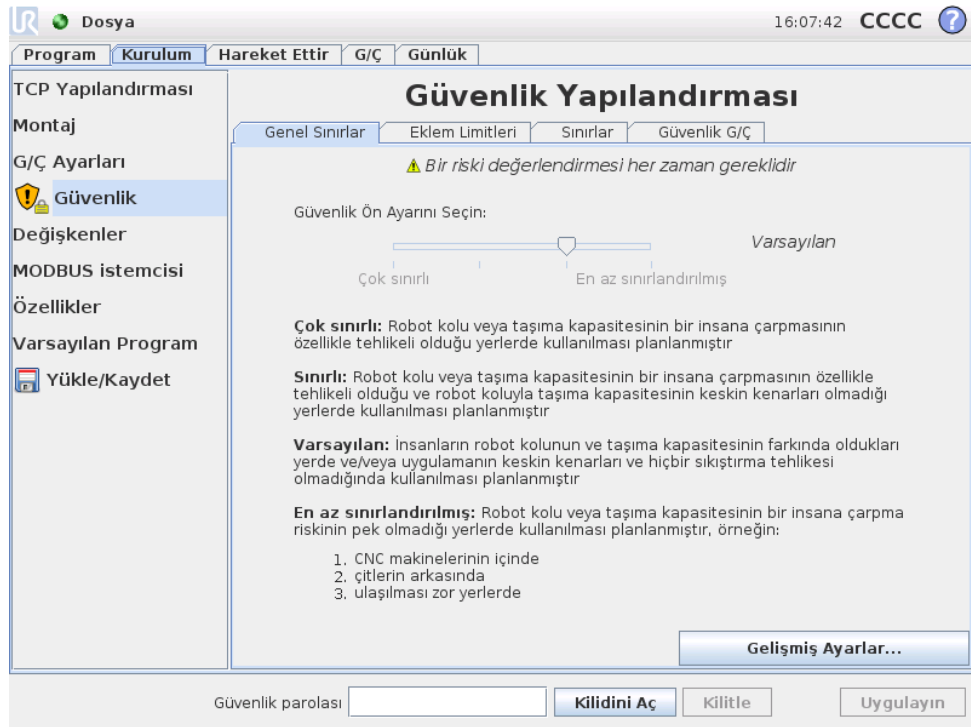 UR Dosya 16:07:42 CCCC ?
Program Kurulum Hareket Ettir G/Ç Günlük
TCP Yapılandırması
Montaj
G/Ç Ayarları
Güvenlik
Değişkenler
MODBUS istemcisi
Özellikler
Varsayılan Program
Yükle/Kaydet
Güvenlik Yapılandırması
Genel Sınırlar Eklem Limitleri Sınırlar Güvenlik G/Ç
Bir riski değerlendirmesi her zaman gereklidir
Güvenlik Ön Ayarını Seçin:
Varsayılan
Çok sınırlı En az sınırlandırılmış
Çok sınırlı: Robot kolu veya taşıma kapasitesinin bir insana çarpmasının
özellikle tehlikeli olduğu yerlerde kullanılması planlanmıştır
Sınırlı: Robot kolu veya taşıma kapasitesinin bir insana çarpmasının özellikle
tehlikeli olduğu ve robot koluyla taşıma kapasitesinin keskin kenarları olmadığı
yerlerde kullanılması planlanmıştır
Varsayılan: İnsanların robot kolunun ve taşıma kapasitesinin farkında oldukları
yerde ve/veya uygulamanın keskin kenarları ve hiçbir sıkıştırma tehlikesi
olmadığında kullanılması planlanmıştır
En az sınırlandırılmış: Robot kolu veya taşıma kapasitesinin bir insana çarpma
riskinin pek olmadığı yerlerde kullanılması planlanmıştır, örneğin:
1. CNC makinelerinin içinde
2. çitlerin arkasında
3. ulaşılması zor yerlerde
Gelişmiş Ayarlar...
Güvenlik parolası Kilidini Aç Kilitle Uygulayın